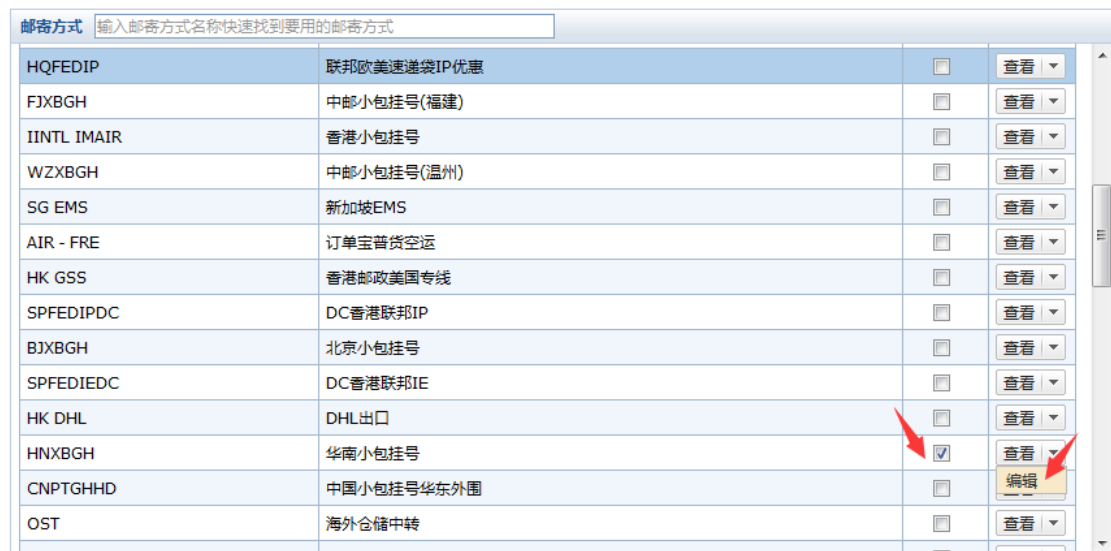 邮寄方式 输入邮寄方式名称快速找到要用的邮寄方式
HQFEDIP 联邦欧美速递袋IP优惠 查看
FJXBGH 中邮小包挂号(福建) 查看
IINTL IMAIR 香港小包挂号 查看
WZXBGH 中邮小包挂号(温州) 查看
SG EMS 新加坡EMS 查看
AIR - FRE 订单宝普货空运 查看
HK GSS 香港邮政美国专线 查看
SPFEDIPDC DC香港联邦IP 查看
BJXBGH 北京小包挂号 查看
SPFEDIEDC DC香港联邦IE 查看
HK DHL DHL出口 查看
HNXBGH 华南小包挂号 查看
编辑
CNPTGHHD 中国小包挂号华东外围
OST 海外仓储中转 查看